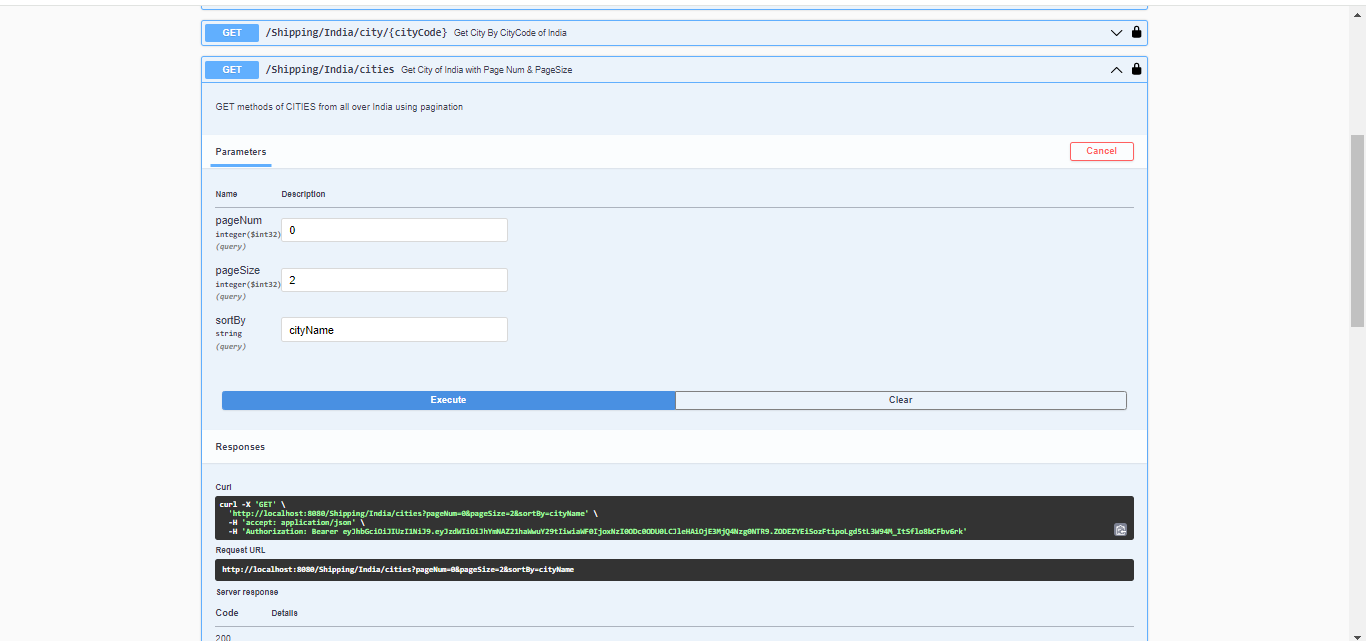 GET /Shipping/India/city/{cityCode} Get City By CityCode of India
GET /Shipping/India/cities Get City of India with Page Num & PageSize
GET methods of CITIES from all over India using pagination
Parameters
Cancel
Name Description
pageNum
integer($int32)
(query)
0
pageSize
integer($int32)
(query)
2
sortBy
string
(query)
cityName
Execute
Clear
Responses
Curl
curl -X 'GET' \
'http://localhost:8080/Shipping/India/cities?pageNum=0&pageSize=2&sortBy=cityName' \
-H 'accept: application/json' \
-H 'Authorization: Bearer
Request URL
http://localhost:8080/Shipping/India/cities?pageNum=0&pageSize=2&sortBy=cityName
Server response
Code Details
200